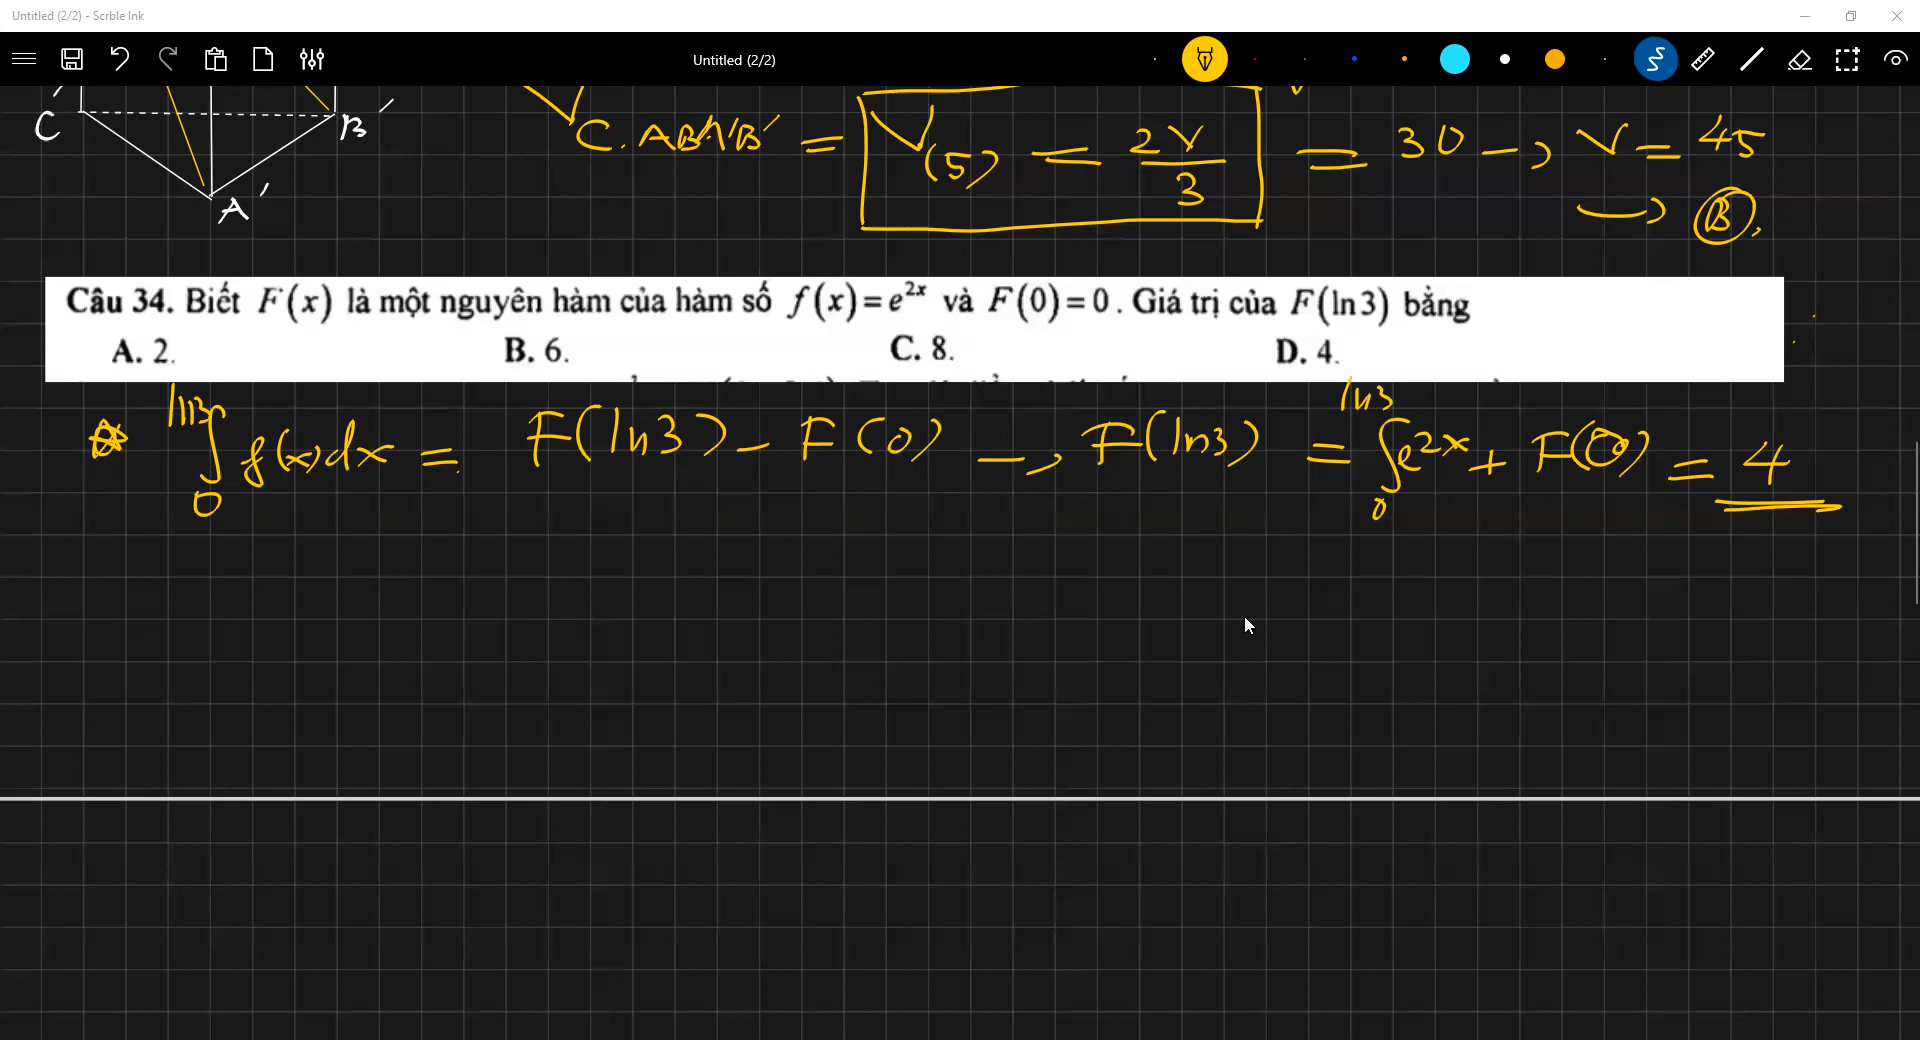 Untitled (2/2) - Scrble Ink
Untitled (2/2)
C B' A'
V C.ABA'B' = V(5) = 2V/3 = 30 -> V = 45
-> B.
Câu 34. Biết F(x) là một nguyên hàm của hàm số f(x)=e^{2x} và F(0)=0. Giá trị của F(ln3) bằng
A. 2. B. 6. C. 8. D. 4.
∫_0^{ln3} f(x)dx = F(ln3) - F(0) -> F(ln3) = ∫_0^{ln3} e^{2x} + F(0) = 4